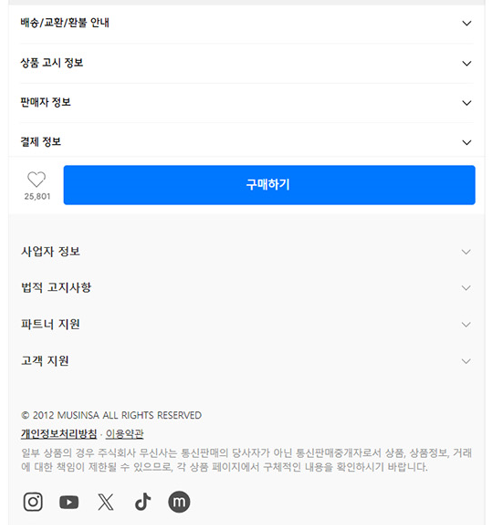 배송/교환/환불 안내
상품 고시 정보
판매자 정보
결제 정보
25,801
구매하기
사업자 정보
법적 고지사항
파트너 지원
고객 지원
© 2012 MUSINSA ALL RIGHTS RESERVED
개인정보처리방침 · 이용약관
일부 상품의 경우 주식회사 무신사는 통신판매의 당사자가 아닌 통신판매중개자로서 상품, 상품정보, 거래
에 대한 책임이 제한될 수 있으므로, 각 상품 페이지에서 구체적인 내용을 확인하시기 바랍니다.
m